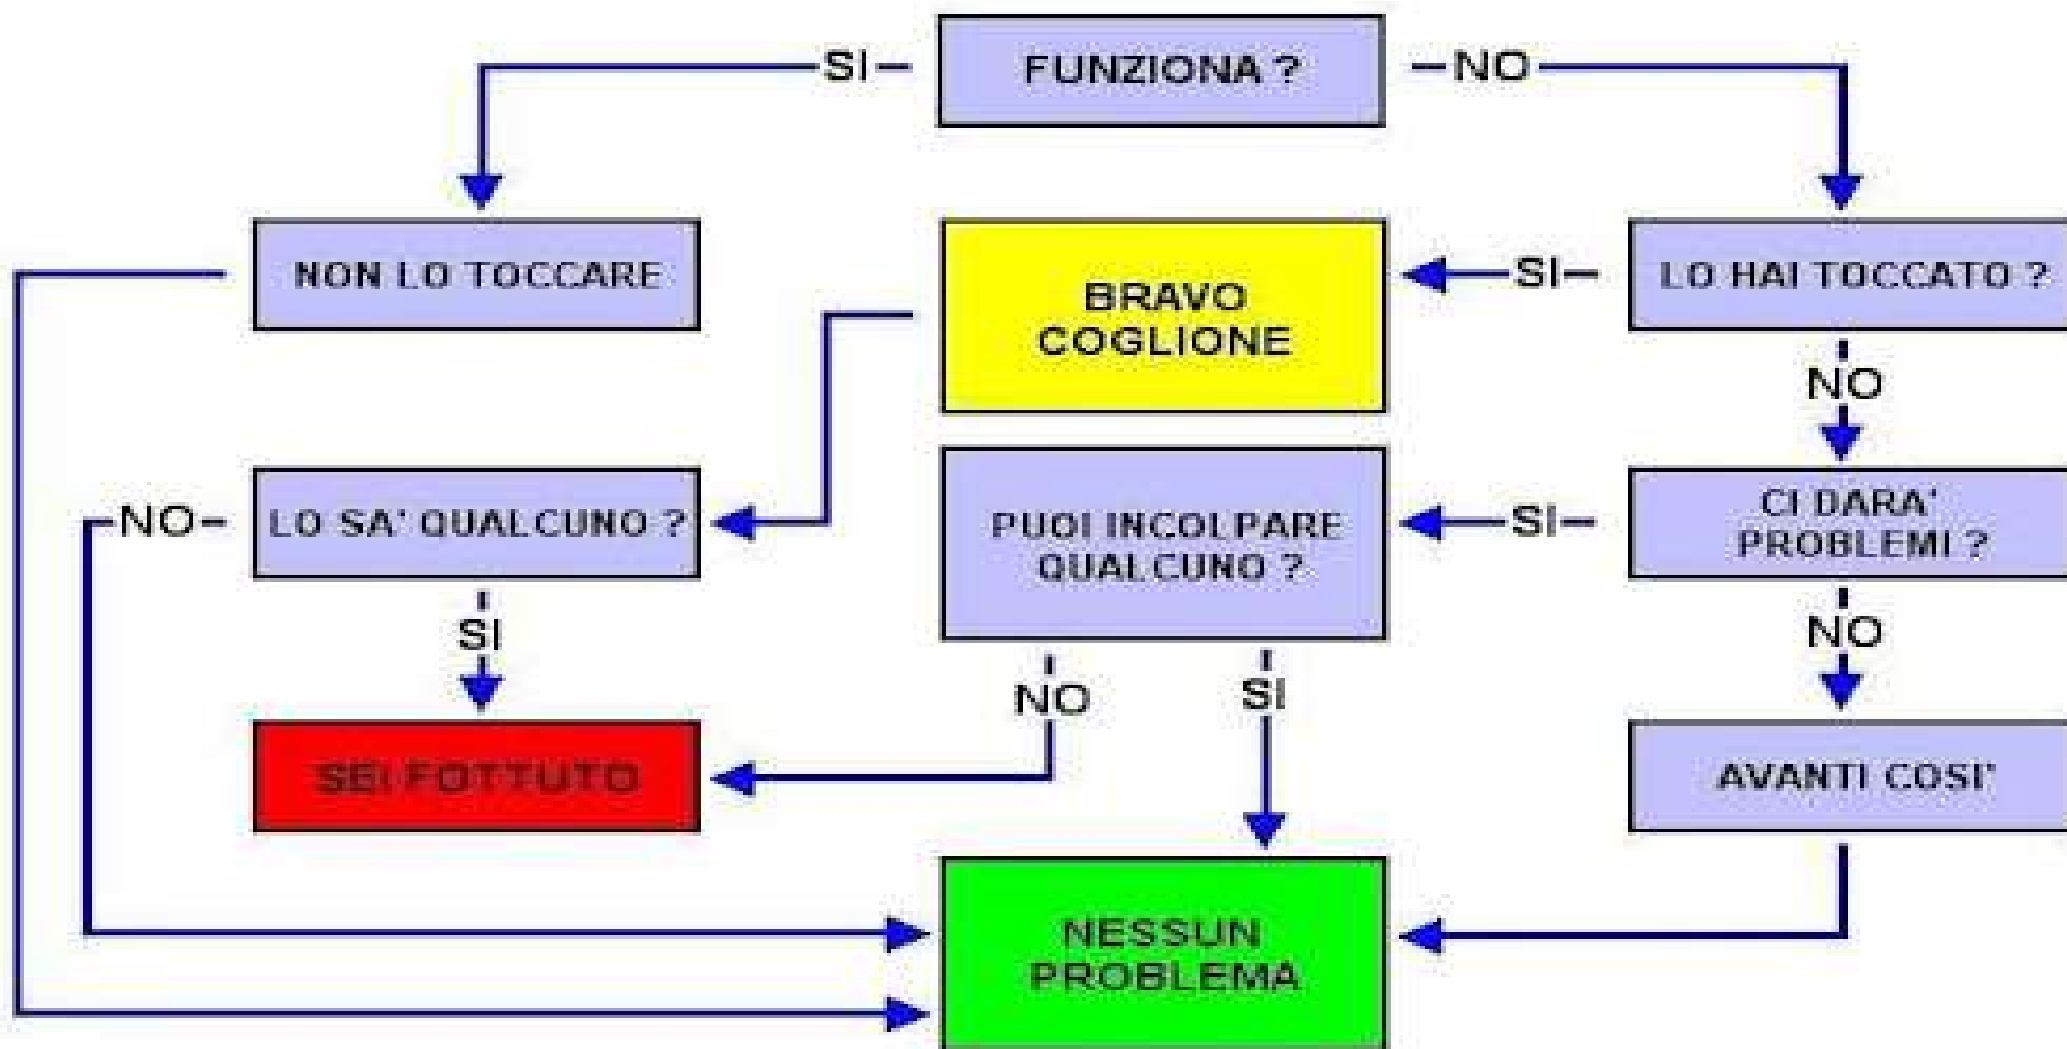 SI
FUNZIONA ?
NO
NON LO TOCCARE
BRAVO
COGLIONE
SI
LO HAI TOCCATO ?
NO
NO
LO SA' QUALCUNO ?
PUOI INCOLPARE
QUALCUNO ?
SI
CI DARA'
PROBLEMI ?
SI
NO
SI
NO
SEI FOTTUTO
AVANTI COSI'
NESSUN
PROBLEMA